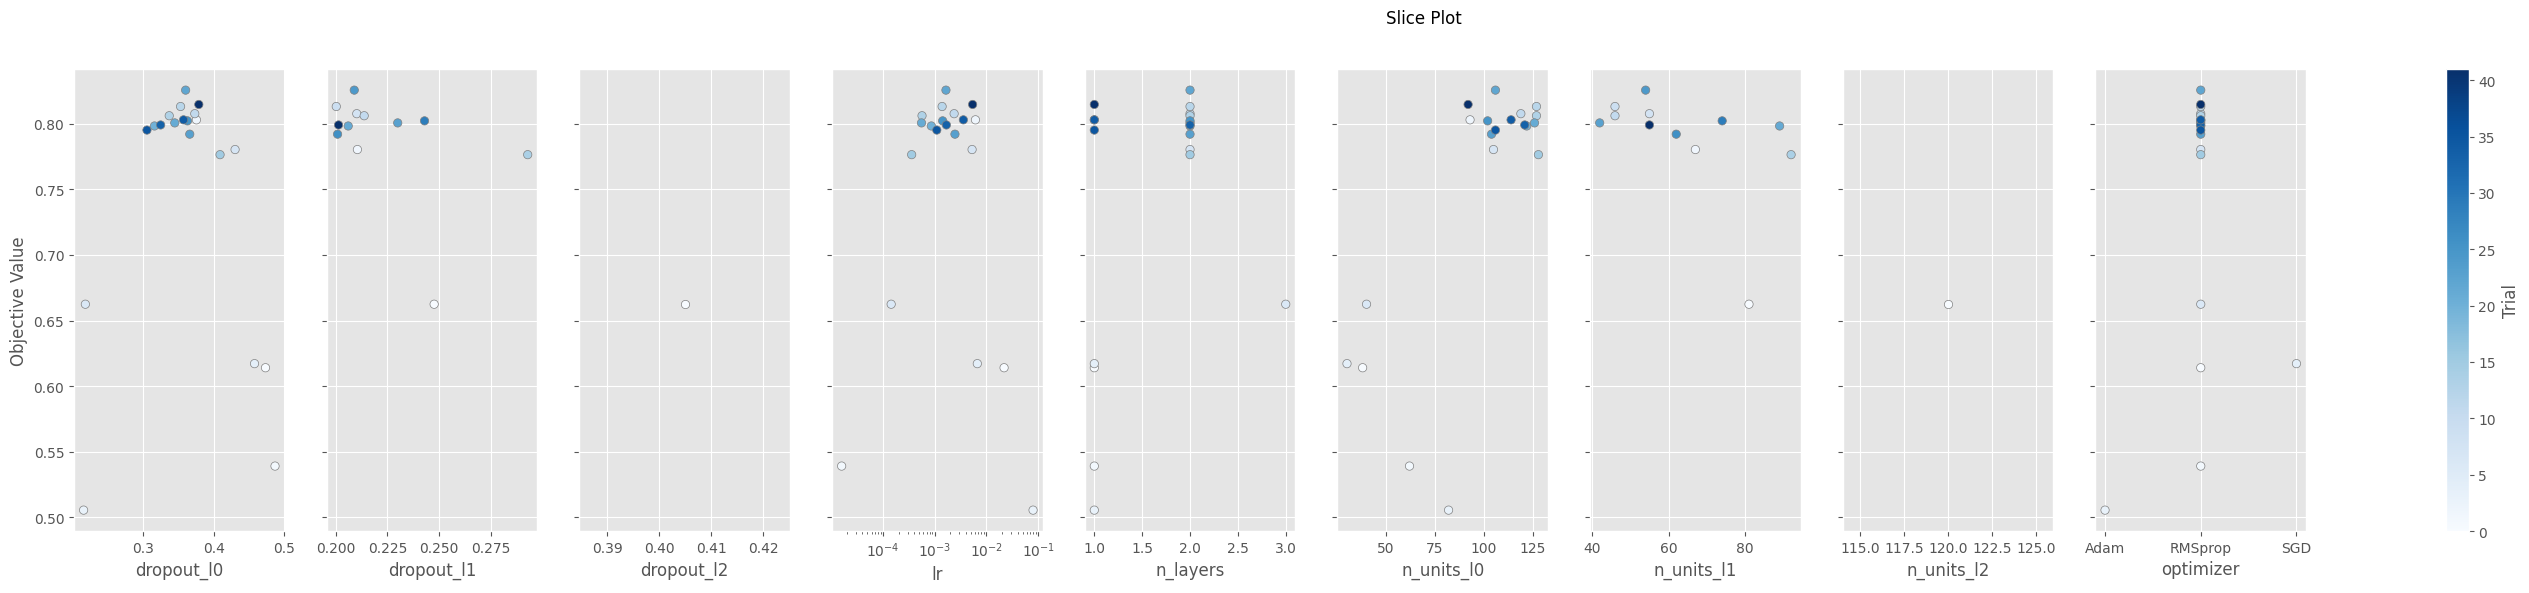 Slice Plot
Objective Value
0.80
0.75
0.70
0.65
0.60
0.55
0.50
0.3 0.4 0.5
dropout_l0
0.200 0.225 0.250 0.275
dropout_l1
0.39 0.40 0.41 0.42
dropout_l2
10⁻⁴ 10⁻³ 10⁻² 10⁻¹
lr
1.0 1.5 2.0 2.5 3.0
n_layers
50 75 100 125
n_units_l0
40 60 80
n_units_l1
115.0 117.5 120.0 122.5 125.0
n_units_l2
Adam RMSprop SGD
optimizer
40
35
30
25
20
15
10
5
0
Trial